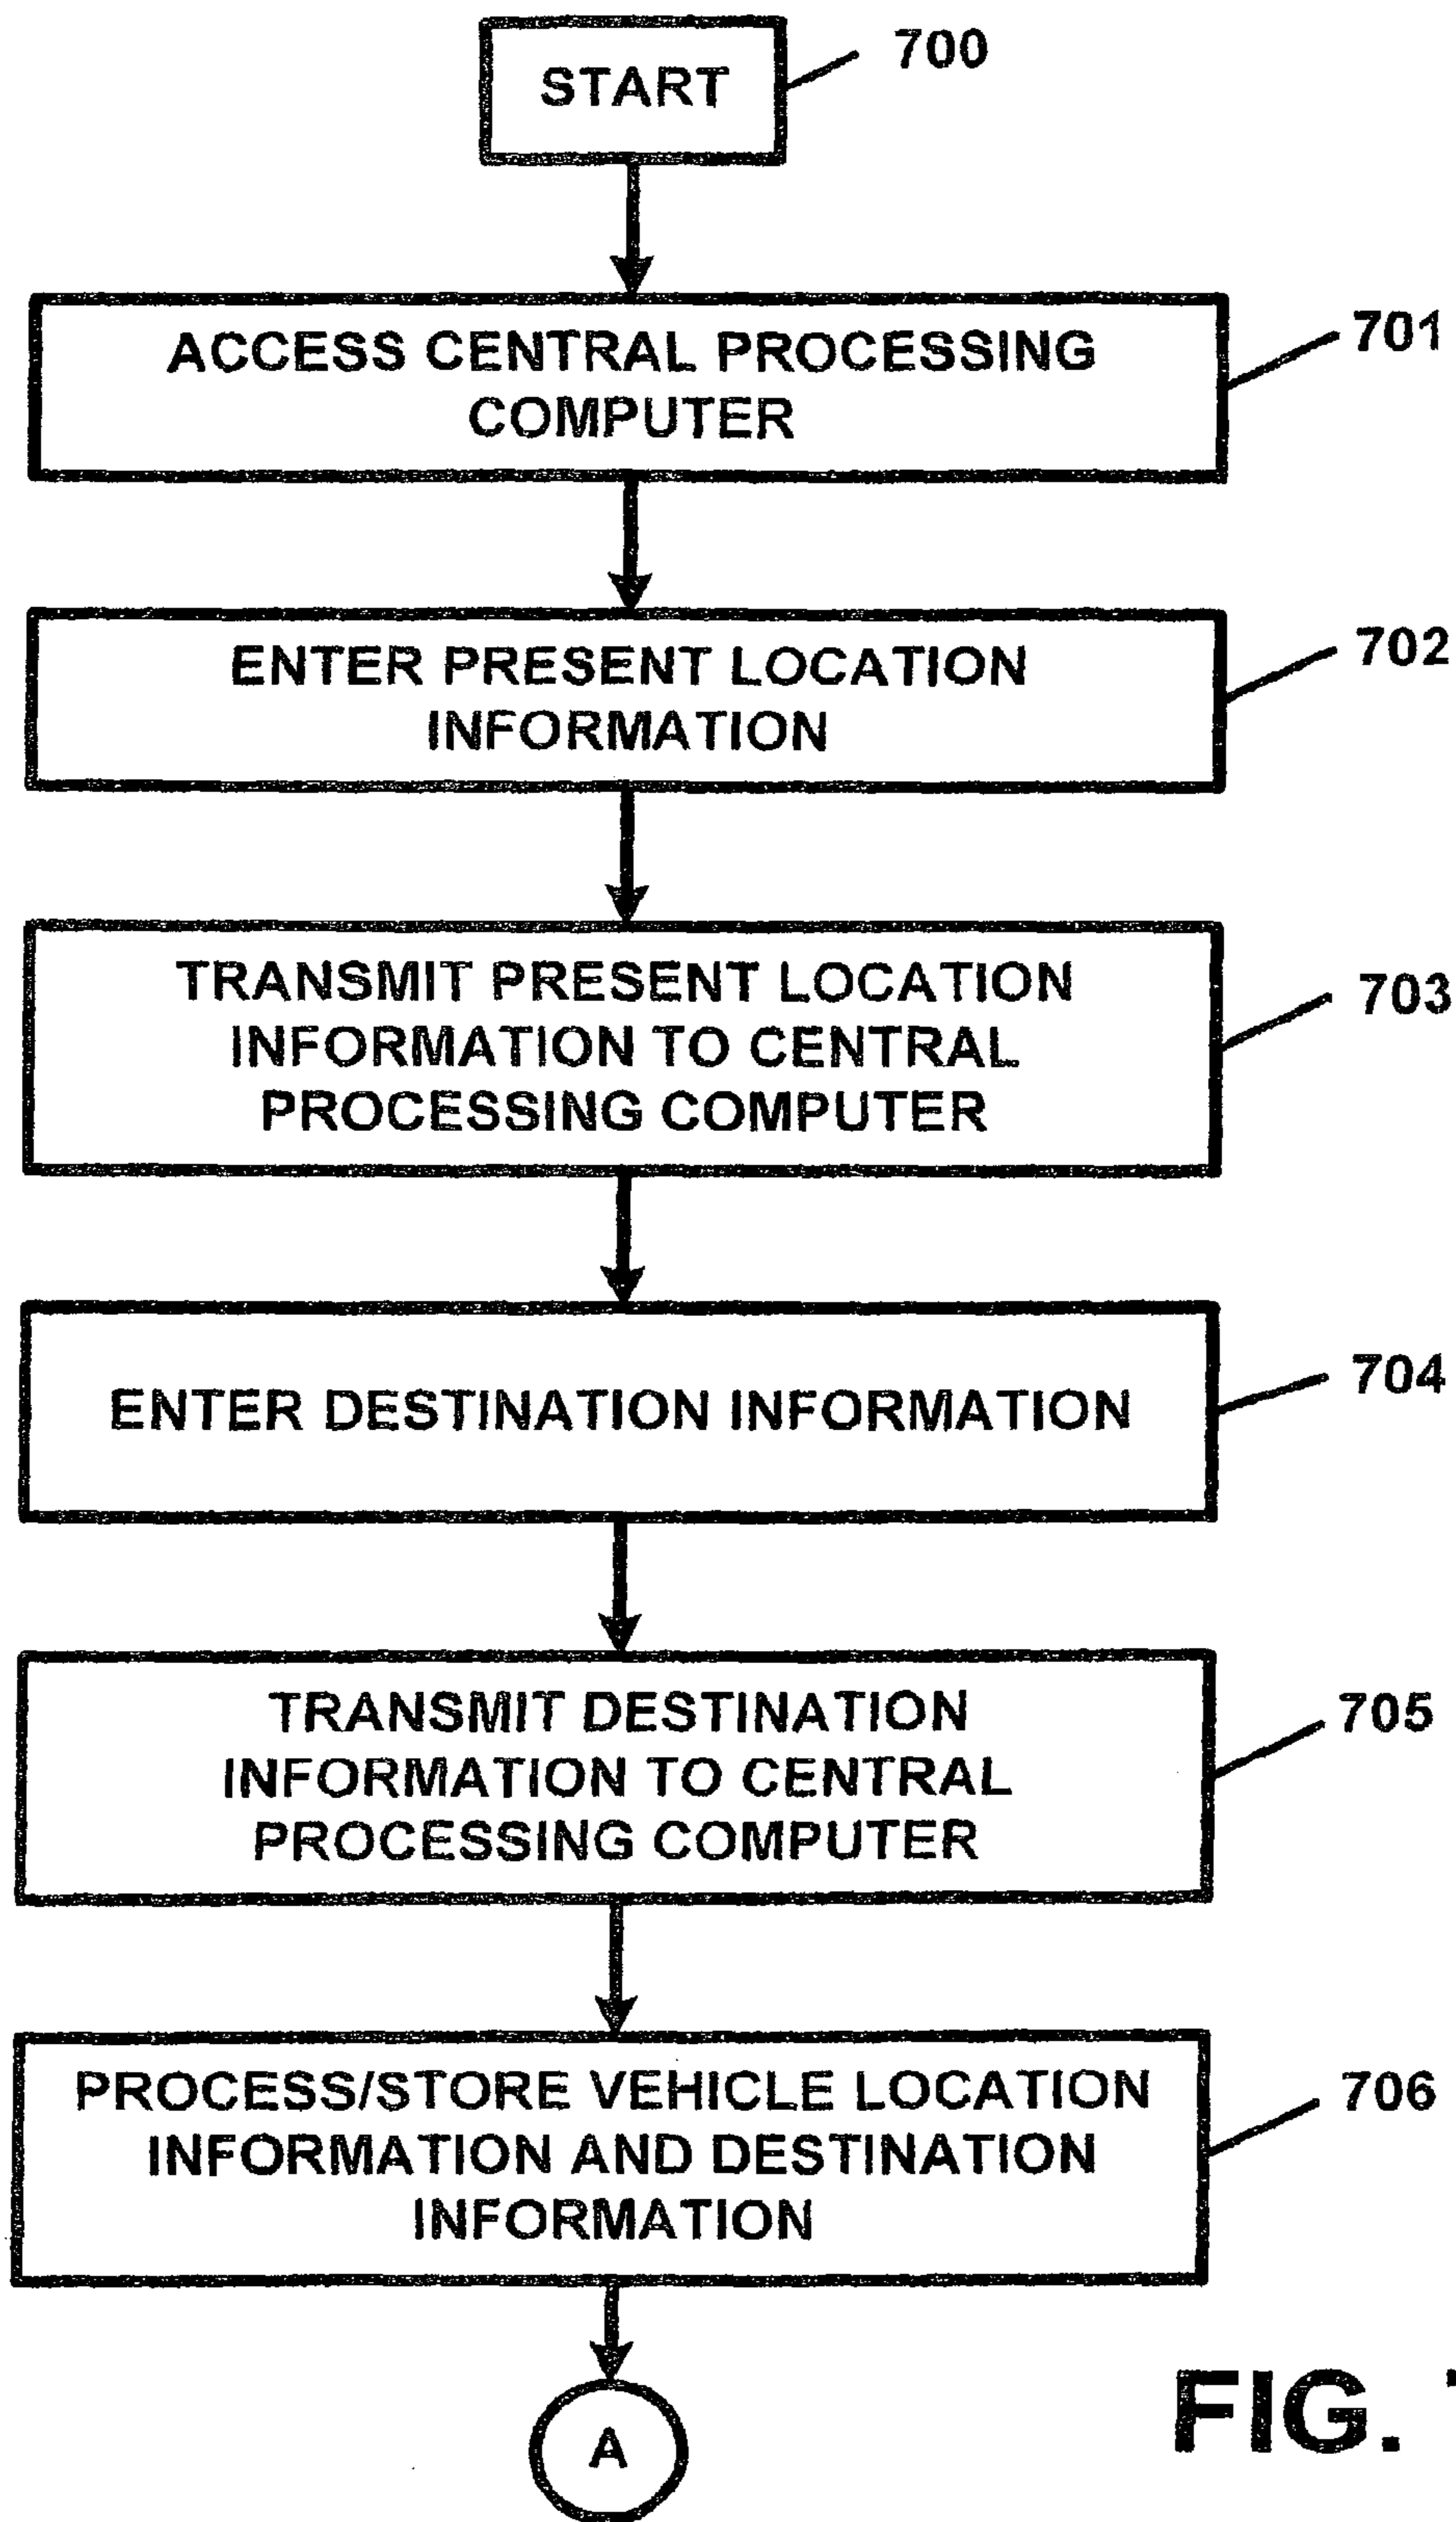 START
700
ACCESS CENTRAL PROCESSING
COMPUTER
701
ENTER PRESENT LOCATION
INFORMATION
702
TRANSMIT PRESENT LOCATION
INFORMATION TO CENTRAL
PROCESSING COMPUTER
703
ENTER DESTINATION INFORMATION
704
TRANSMIT DESTINATION
INFORMATION TO CENTRAL
PROCESSING COMPUTER
705
PROCESS/STORE VEHICLE LOCATION
INFORMATION AND DESTINATION
INFORMATION
706
A
FIG.